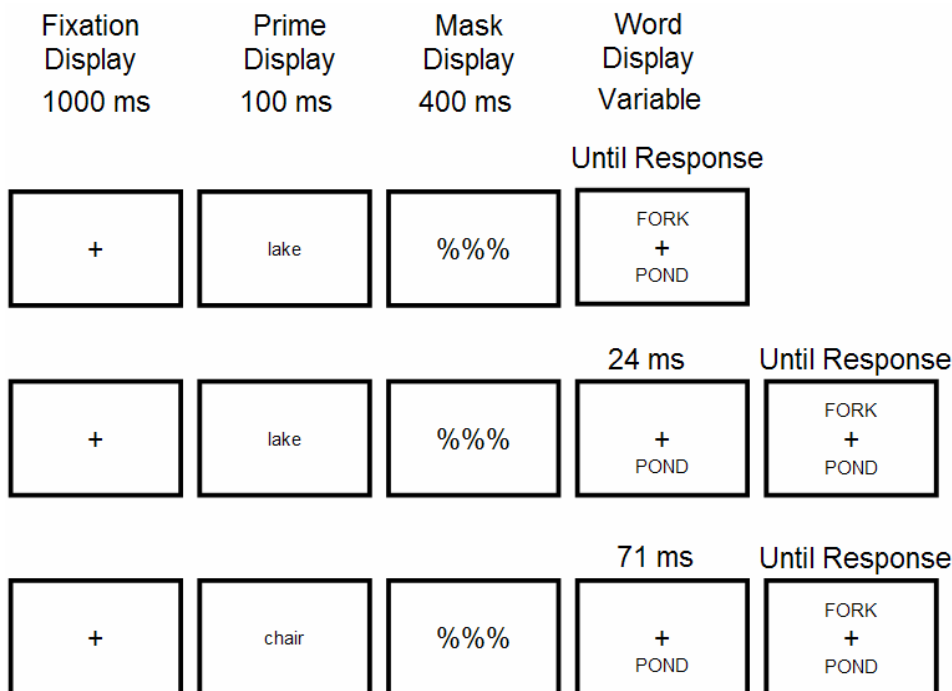 Fixation Display 1000 ms
Prime Display 100 ms
Mask Display 400 ms
Word Display Variable
Until Response
+
lake
%%%
FORK
+
POND
24 ms
Until Response
+
lake
%%%
+
POND
FORK
+
POND
71 ms
Until Response
+
chair
%%%
+
POND
FORK
+
POND